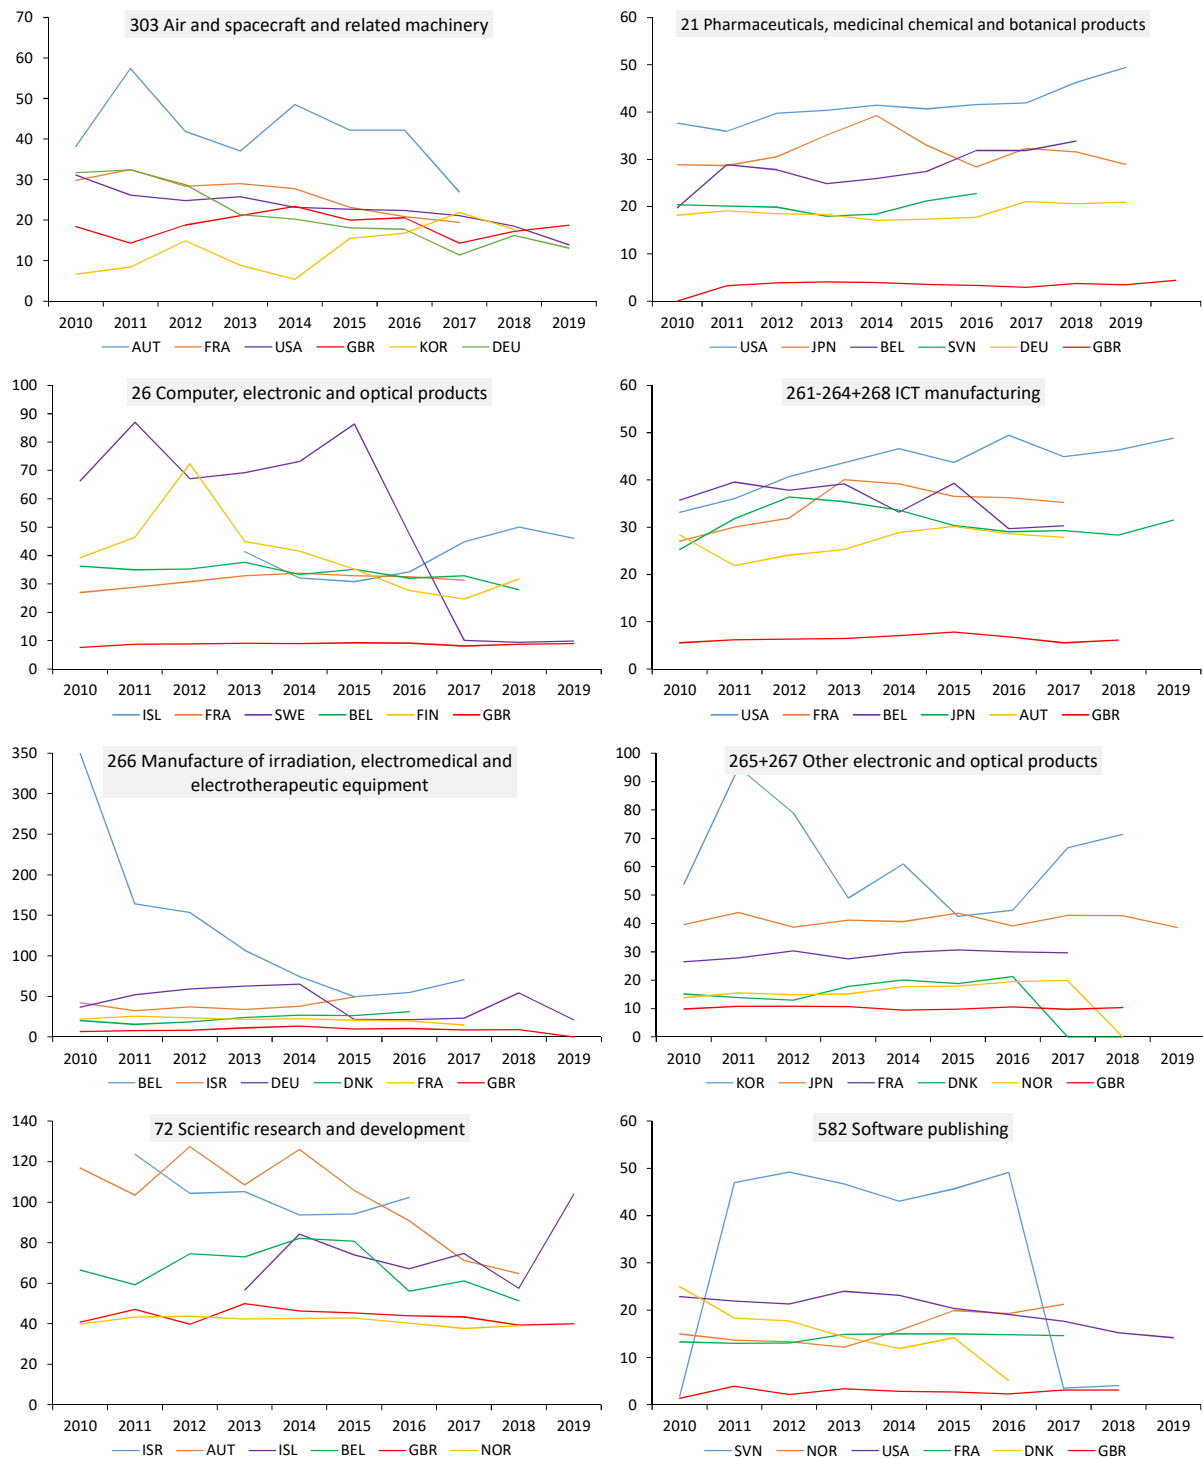 303 Air and spacecraft and related machinery
70
60
50
40
30
20
10
0
2010 2011 2012 2013 2014 2015 2016 2017 2018 2019
AUT FRA USA GBR KOR DEU
21 Pharmaceuticals, medicinal chemical and botanical products
60
50
40
30
20
10
0
2010 2011 2012 2013 2014 2015 2016 2017 2018 2019
USA JPN BEL SVN DEU GBR
26 Computer, electronic and optical products
100
90
80
70
60
50
40
30
20
10
0
2010 2011 2012 2013 2014 2015 2016 2017 2018 2019
ISL FRA SWE BEL FIN GBR
261-264+268 ICT manufacturing
60
50
40
30
20
10
0
2010 2011 2012 2013 2014 2015 2016 2017 2018 2019
USA FRA BEL JPN AUT GBR
266 Manufacture of irradiation, electromedical and
electrotherapeutic equipment
350
300
250
200
150
100
50
0
2010 2011 2012 2013 2014 2015 2016 2017 2018 2019
BEL ISR DEU DNK FRA GBR
265+267 Other electronic and optical products
100
90
80
70
60
50
40
30
20
10
0
2010 2011 2012 2013 2014 2015 2016 2017 2018 2019
KOR JPN FRA DNK NOR GBR
72 Scientific research and development
140
120
100
80
60
40
20
0
2010 2011 2012 2013 2014 2015 2016 2017 2018 2019
ISR AUT ISL BEL GBR NOR
582 Software publishing
60
50
40
30
20
10
0
2010 2011 2012 2013 2014 2015 2016 2017 2018 2019
SVN NOR USA FRA DNK GBR